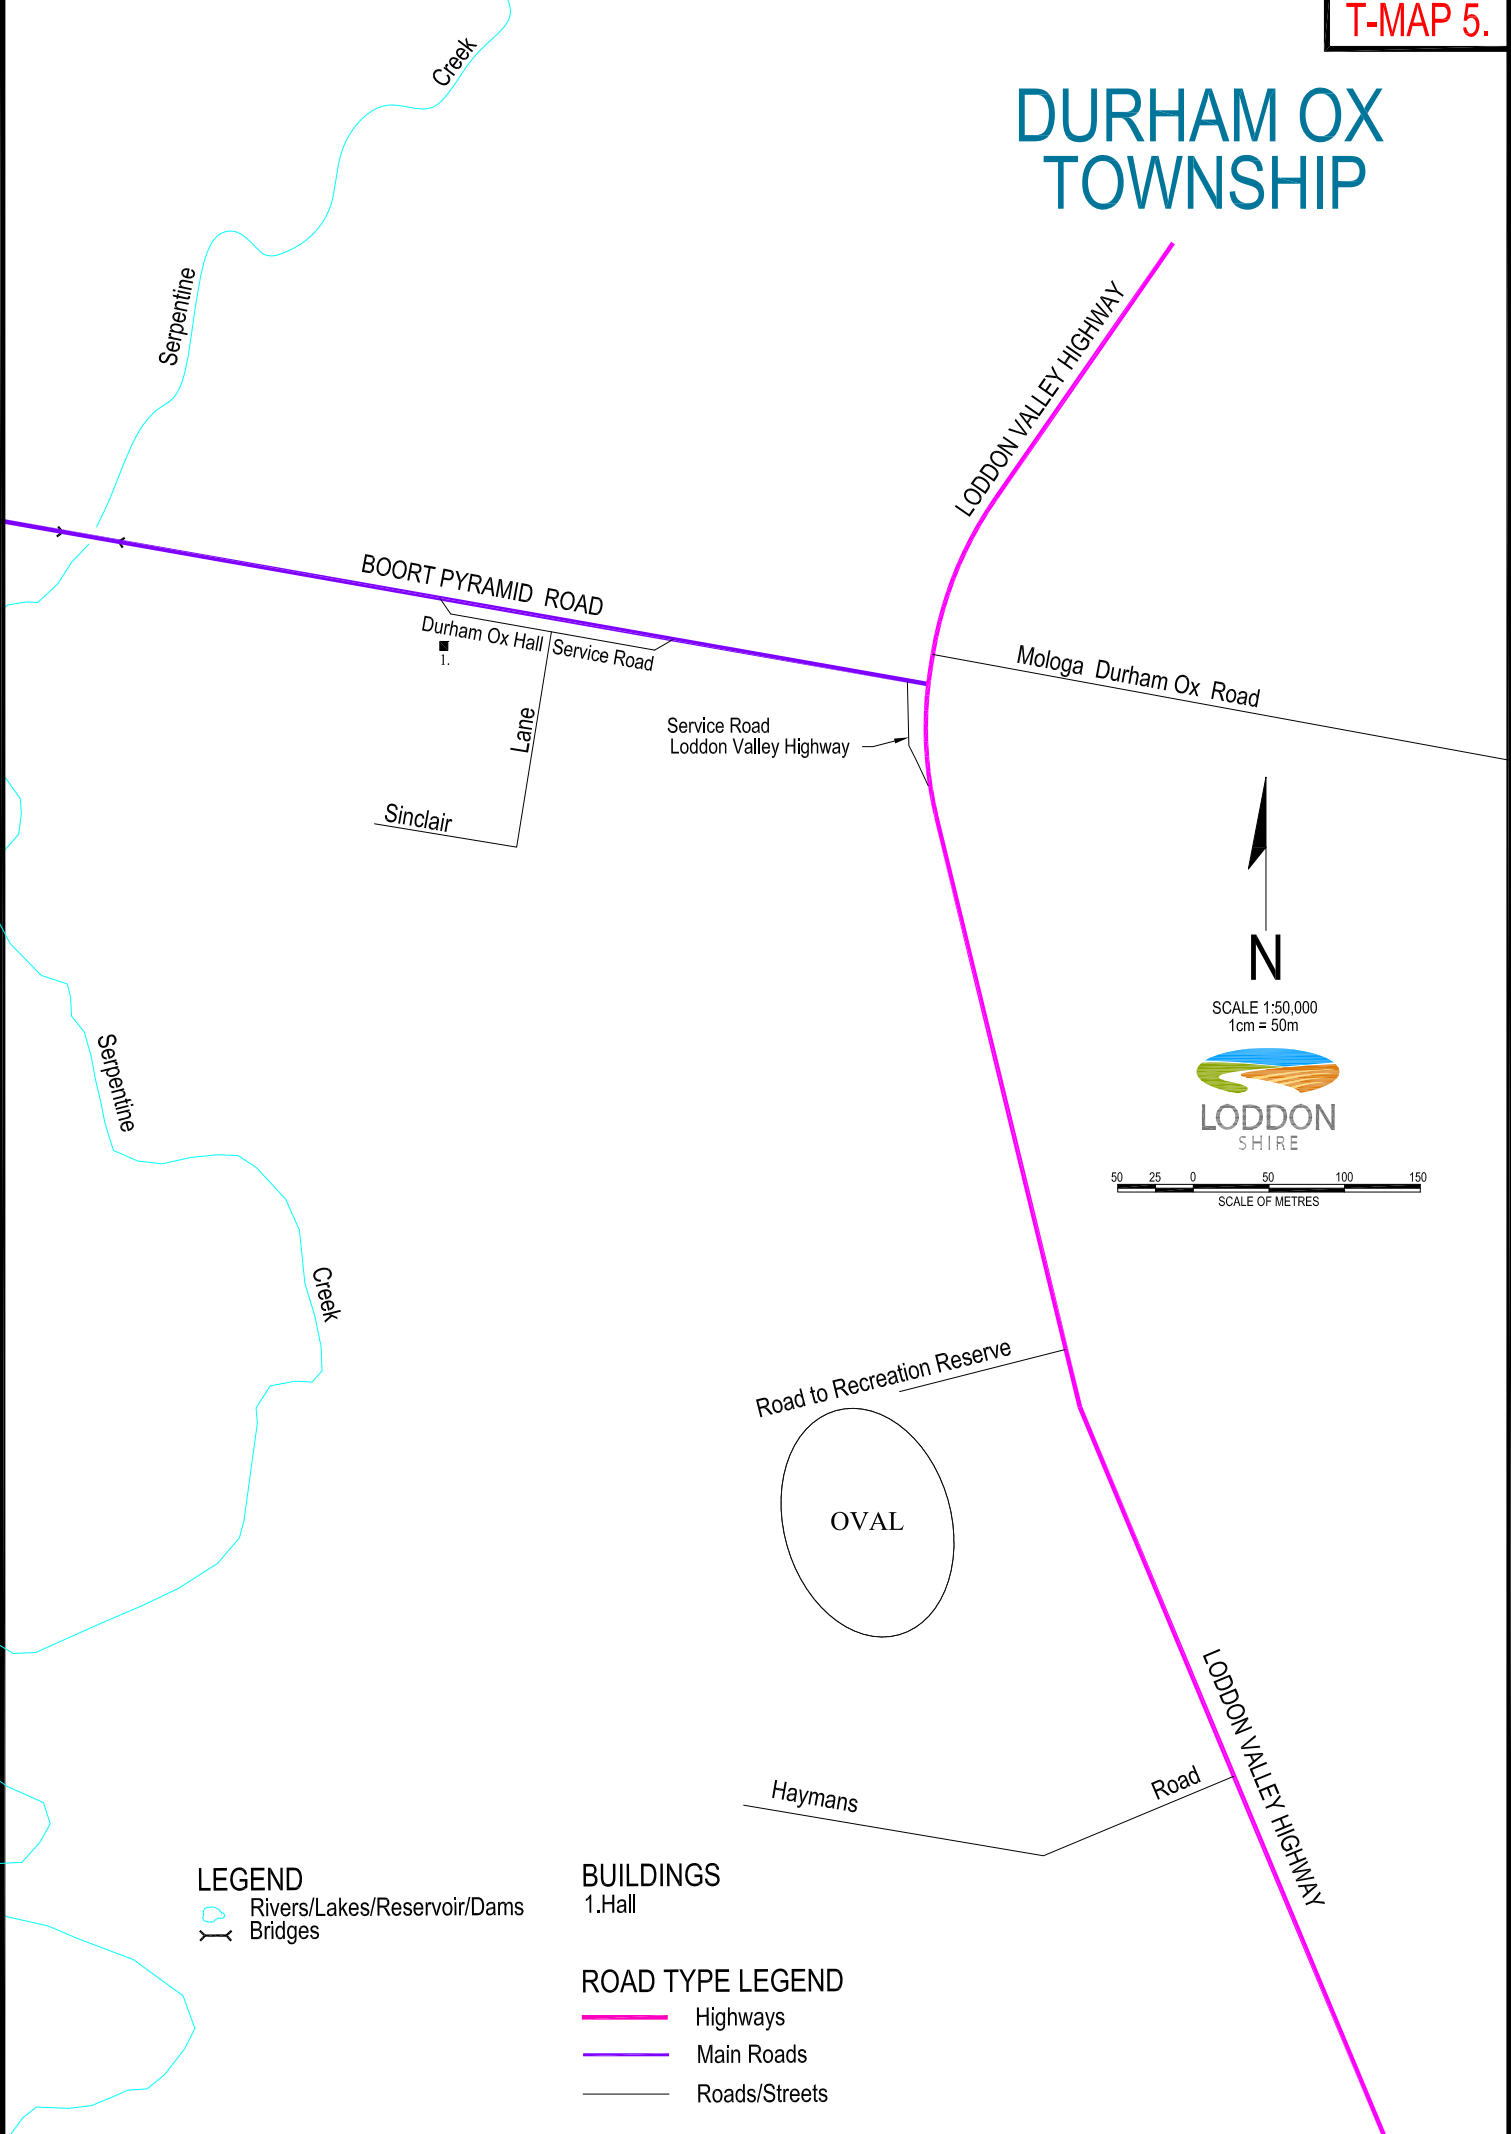 T-MAP 5.
DURHAM OX
TOWNSHIP
Creek
Serpentine
LODDON VALLEY HIGHWAY
BOORT PYRAMID ROAD
Durham Ox Hall Service Road
1.
Mologa Durham Ox Road
Lane
Service Road
Loddon Valley Highway
Sinclair
N
SCALE 1:50,000
1cm = 50m
LODDON
SHIRE
50 25 0 50 100 150
SCALE OF METRES
Serpentine
Creek
Road to Recreation Reserve
OVAL
LODDON VALLEY HIGHWAY
Haymans
Road
LEGEND
Rivers/Lakes/Reservoir/Dams
Bridges
BUILDINGS
1.Hall
ROAD TYPE LEGEND
Highways
Main Roads
Roads/Streets